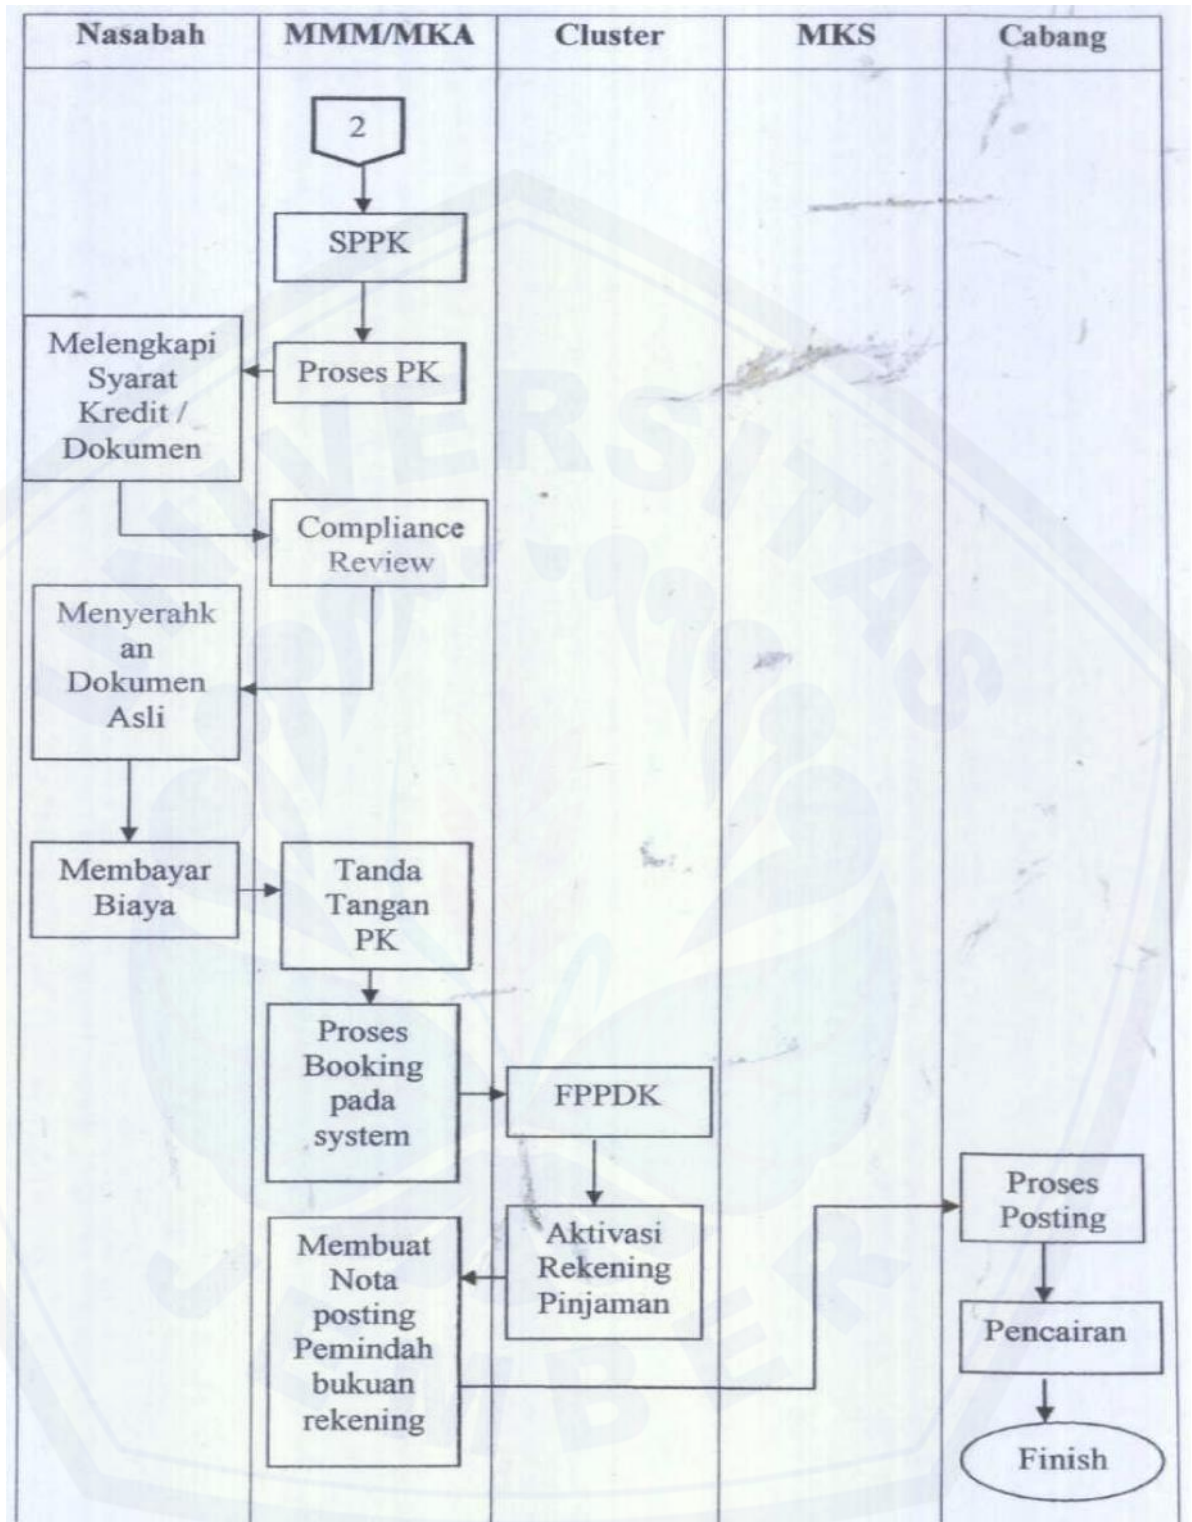 Nasabah MMM/MKA Cluster MKS Cabang
2
SPPK
Proses PK
Melengkapi
Syarat
Kredit /
Dokumen
Compliance
Review
Menyerahk
an
Dokumen
Asli
Membayar
Biaya
Tanda
Tangan
PK
Proses
Booking
pada
system
FPPDK
Aktivasi
Rekening
Pinjaman
Membuat
Nota
posting
Pemindah
bukuan
rekening
Proses
Posting
Pencairan
Finish
UNIVERSITAS
JEMBER